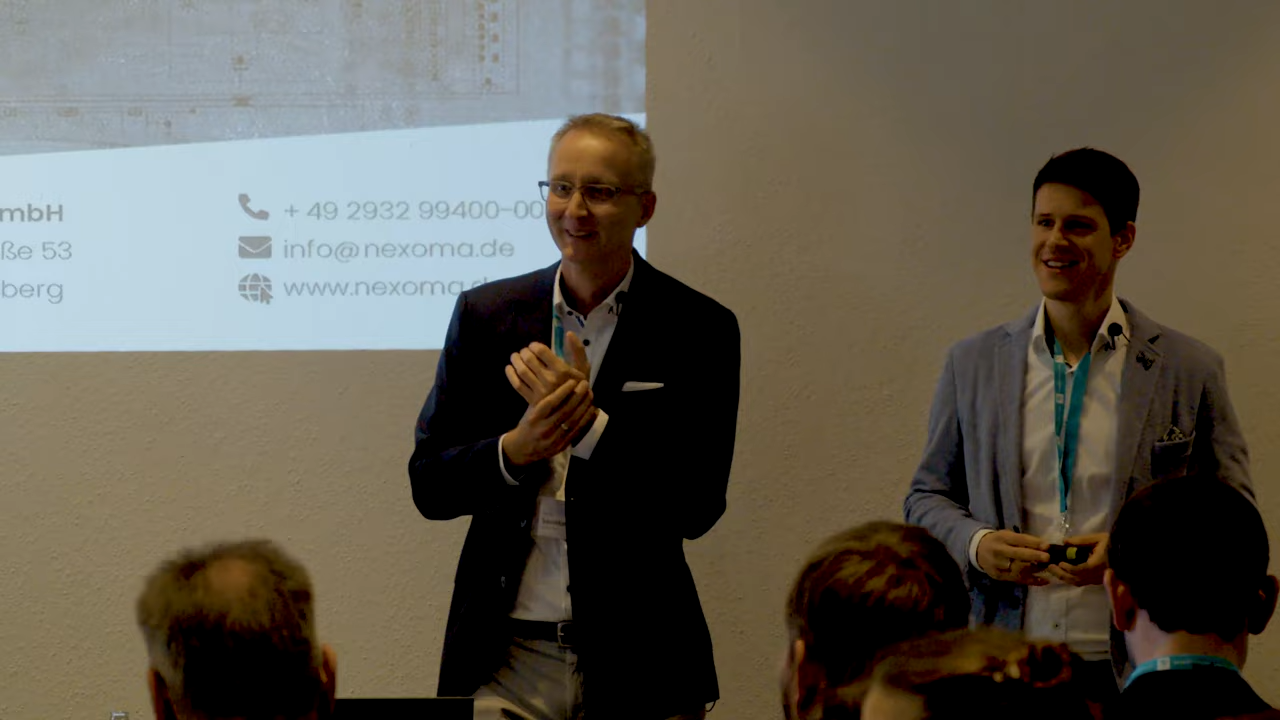 mbH
ße 53
berg
+ 49 2932 99400-00
info@nexoma.de
www.nexoma.d